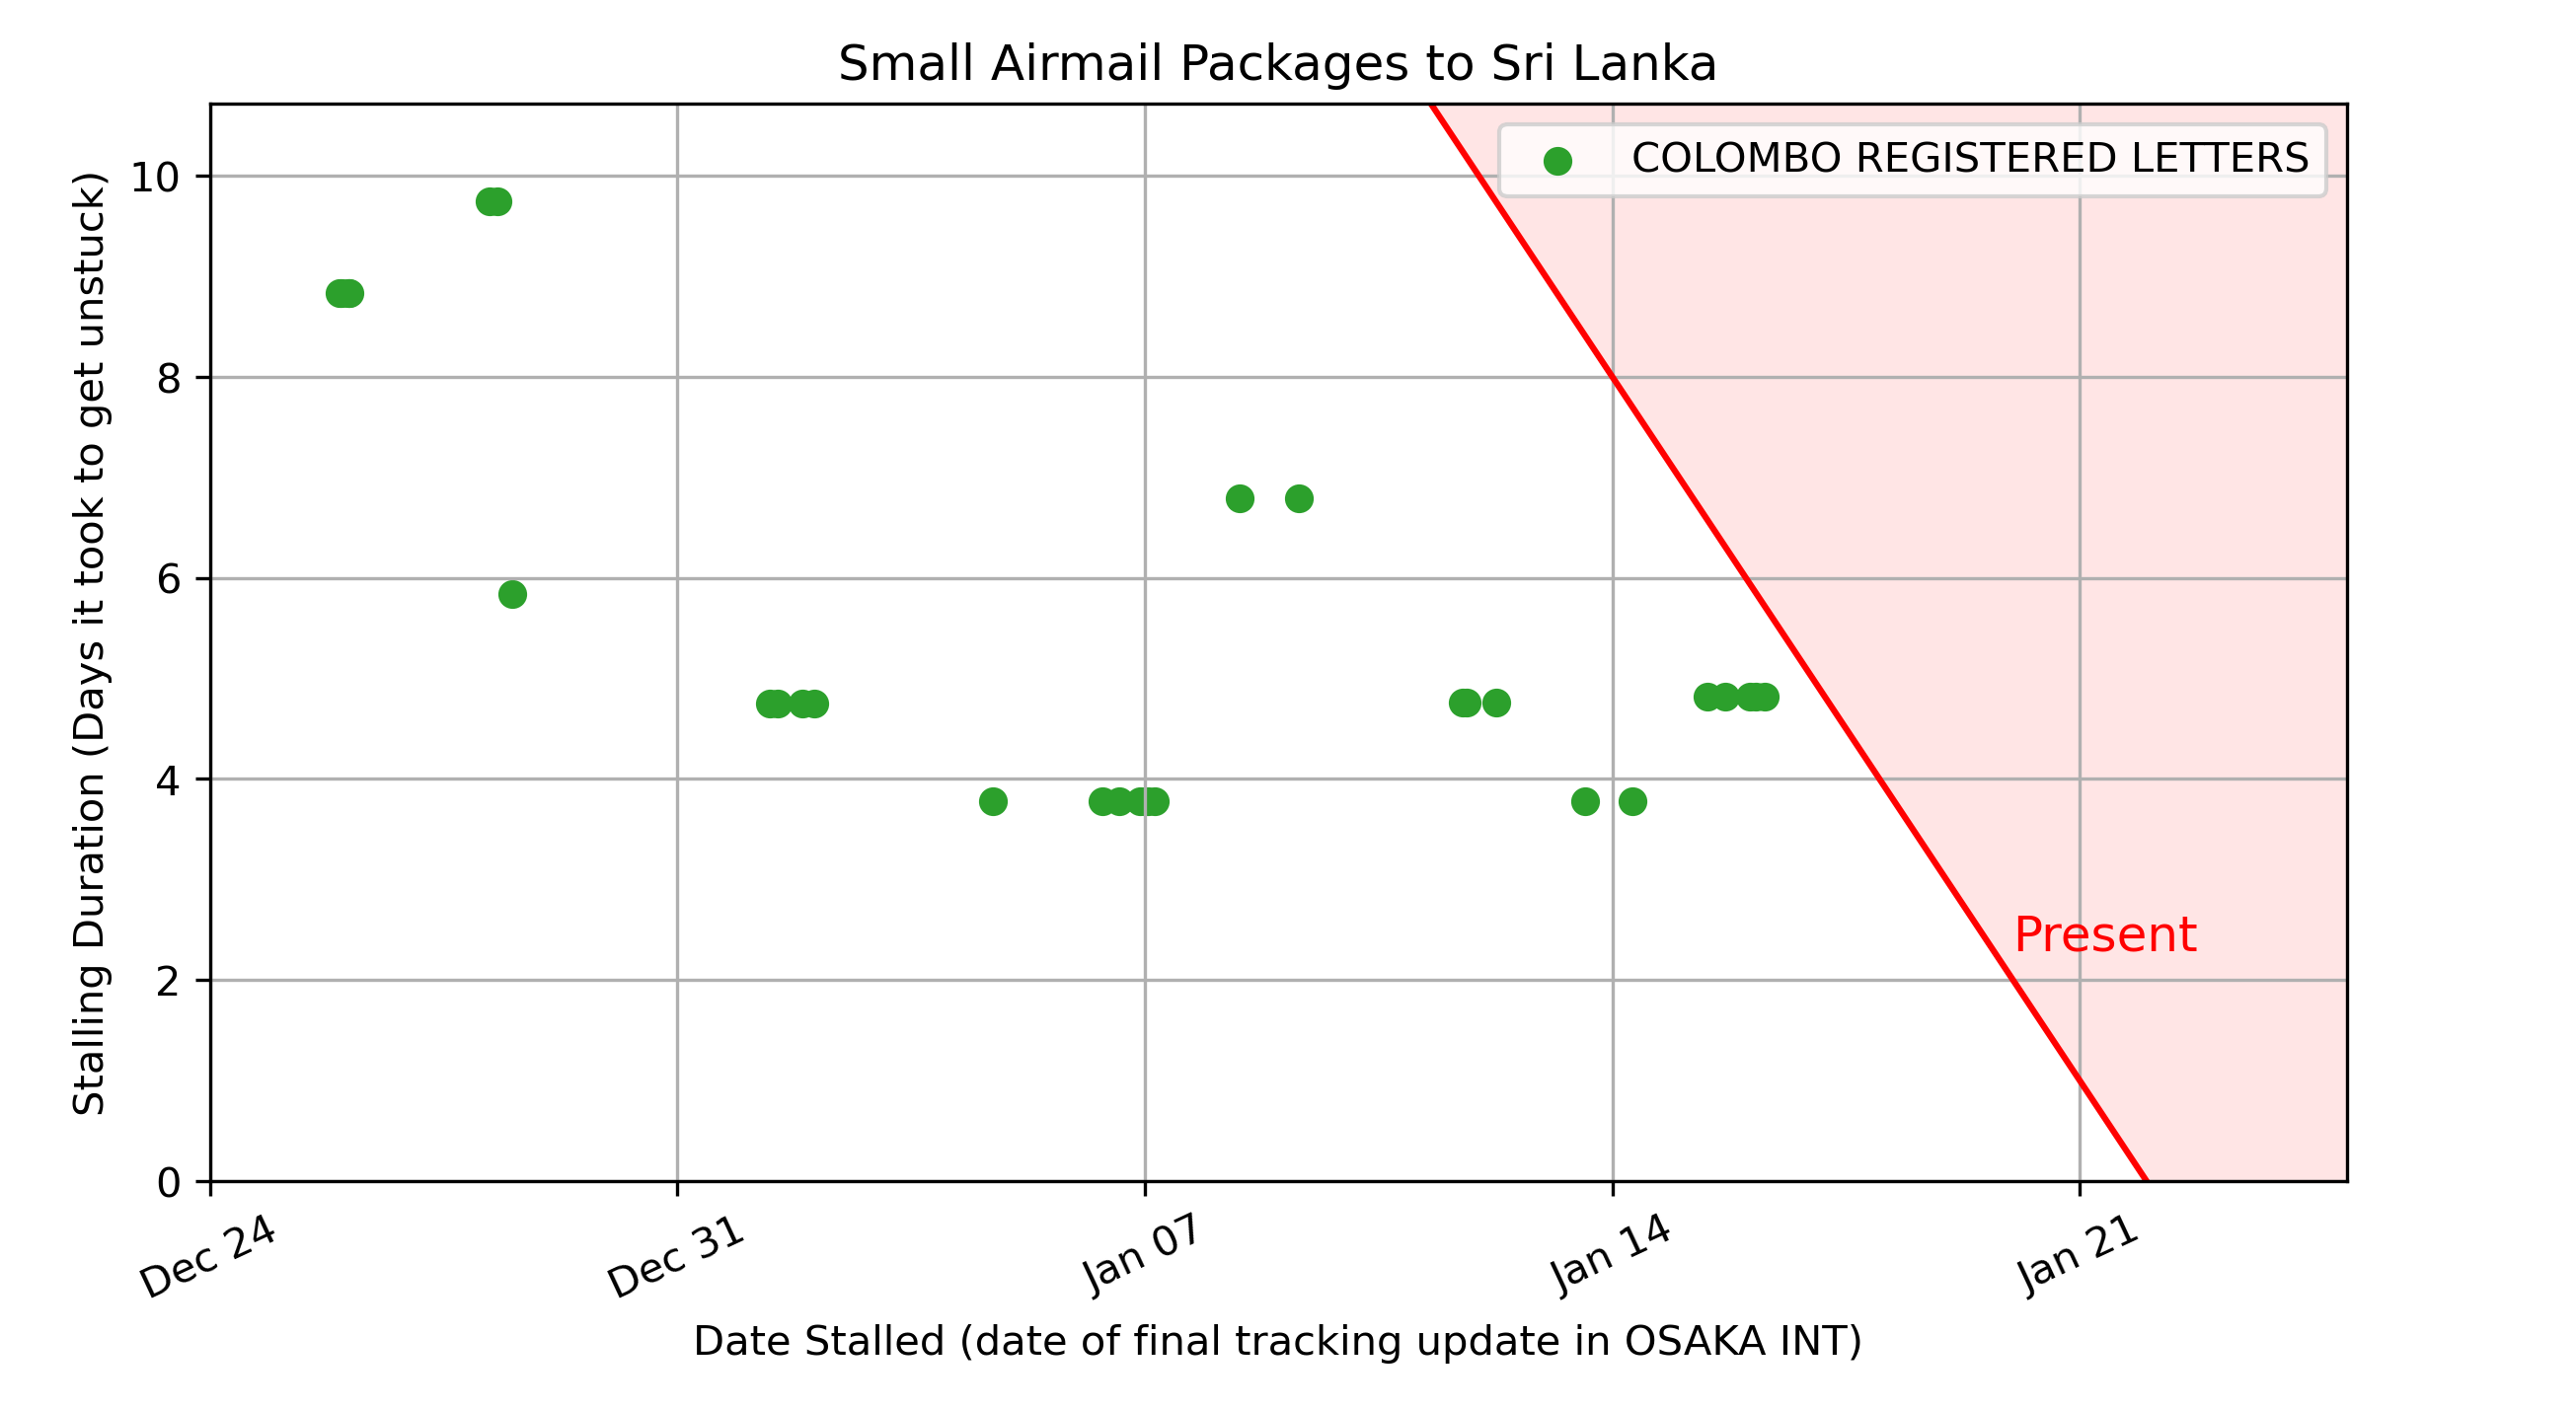 Small Airmail Packages to Sri Lanka
COLOMBO REGISTERED LETTERS
Stalling Duration (Days it took to get unstuck)
10
8
6
4
2
0
Present
Dec 24
Dec 31
Jan 07
Jan 14
Jan 21
Date Stalled (date of final tracking update in OSAKA INT)